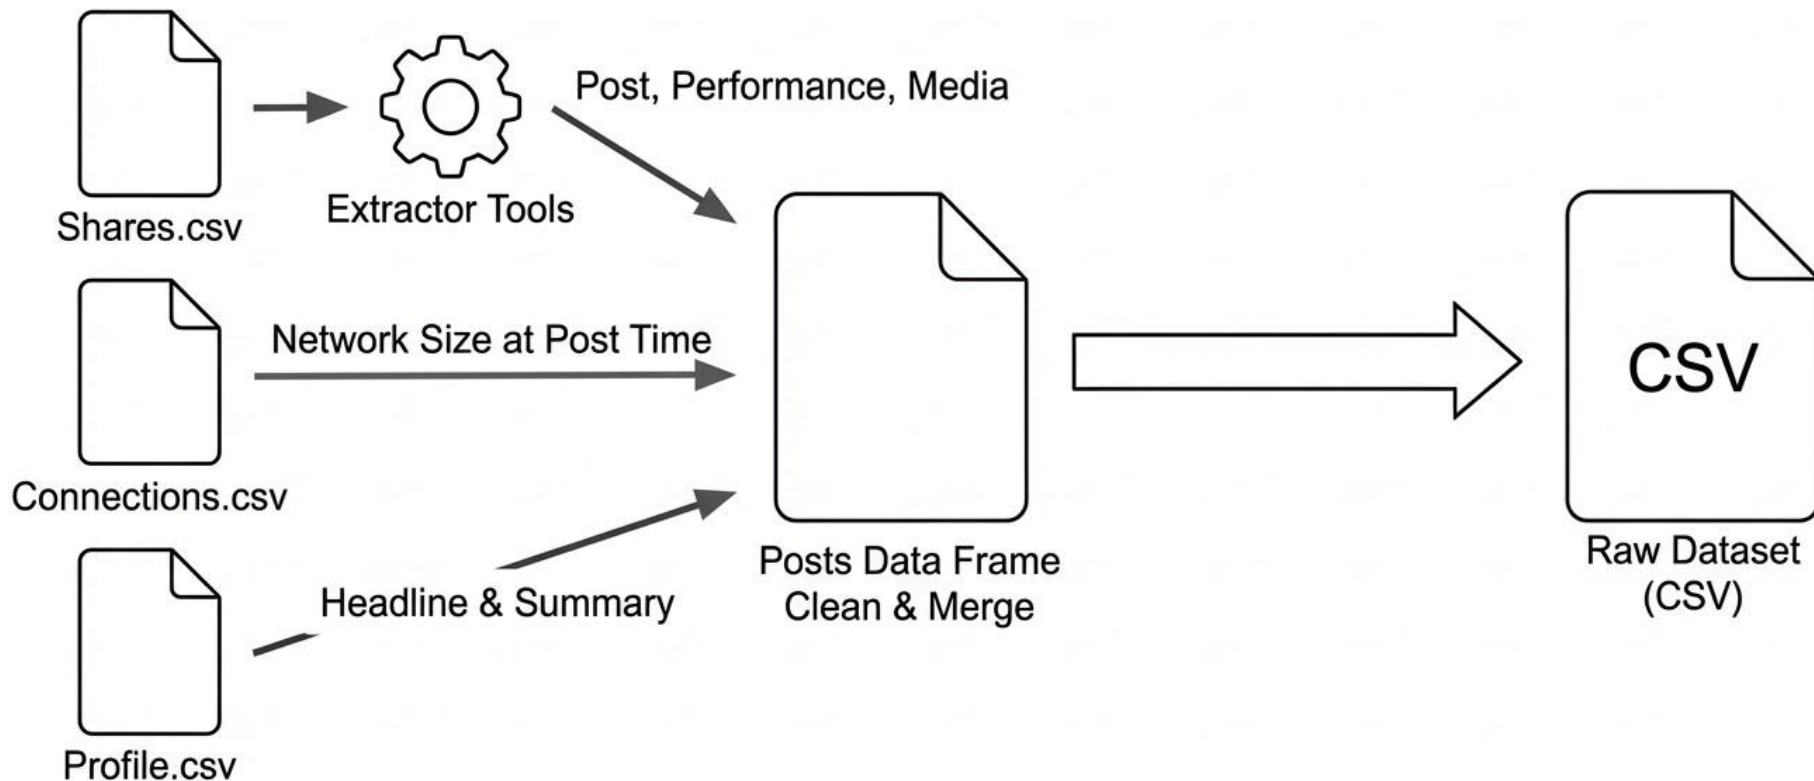 Post, Performance, Media
Extractor Tools
Shares.csv
Network Size at Post Time
Connections.csv
Headline & Summary
Profile.csv
Posts Data Frame
Clean & Merge
CSV
Raw Dataset
(CSV)